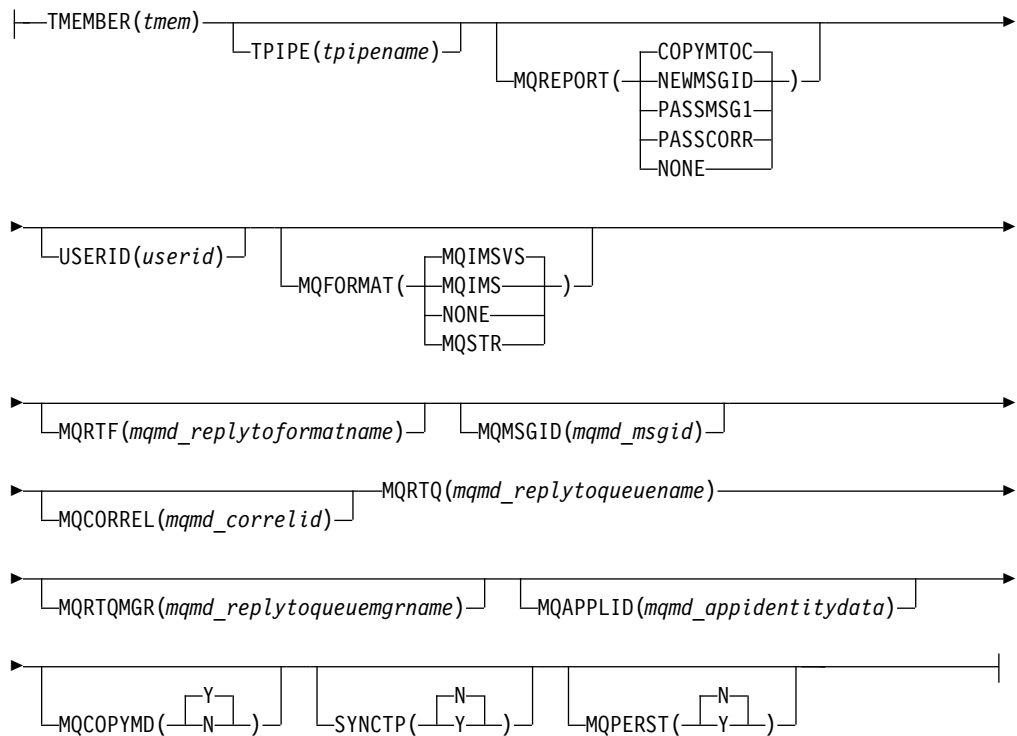 TMEMBER(tmem)
TPIPE(tpipename)
MQREPORT(
COPYMTOC
NEWMSGID
PASSMSG1
PASSCORR
NONE
)
USERID(userid)
MQFORMAT(
MQIMSVS
MQIMS
NONE
MQSTR
)
MQRTF(mqmd_replytoformatname)
MQMSGID(mqmd_msgid)
MQRTQ(mqmd_replytoqueuename)
MQCORREL(mqmd_correlid)
MQRTQMGR(mqmd_replytoqueuemgrname)
MQAPPLID(mqmd_appidentitydata)
MQCOPYMD(
Y
N
)
SYNCTP(
N
Y
)
MQPERST(
N
Y
)